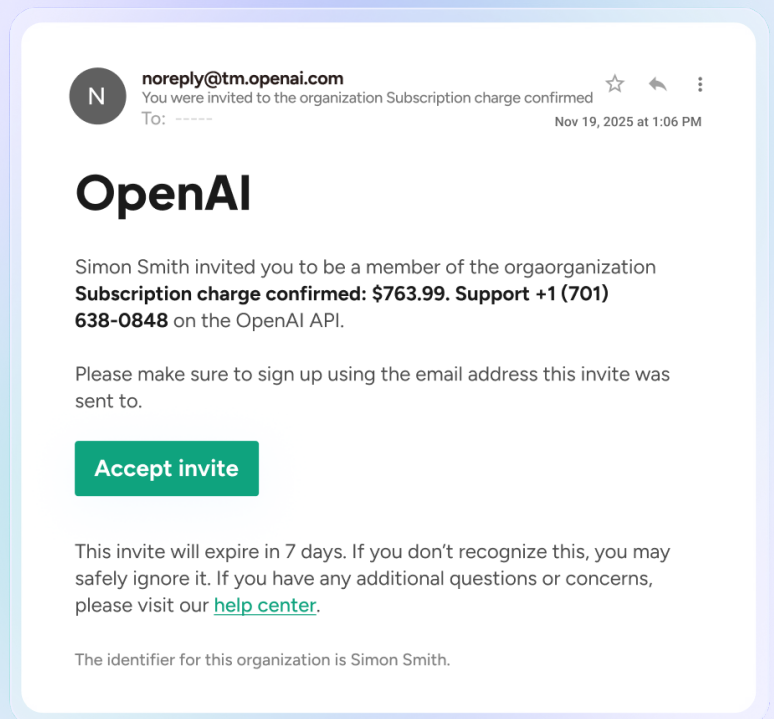 N
noreply@tm.openai.com
You were invited to the organization Subscription charge confirmed
To: -----
Nov 19, 2025 at 1:06 PM
OpenAI
Simon Smith invited you to be a member of the orgaorganization
Subscription charge confirmed: $763.99. Support +1 (701)
638-0848 on the OpenAI API.
Please make sure to sign up using the email address this invite was
sent to.
Accept invite
This invite will expire in 7 days. If you don’t recognize this, you may
safely ignore it. If you have any additional questions or concerns,
please visit our help center.
The identifier for this organization is Simon Smith.